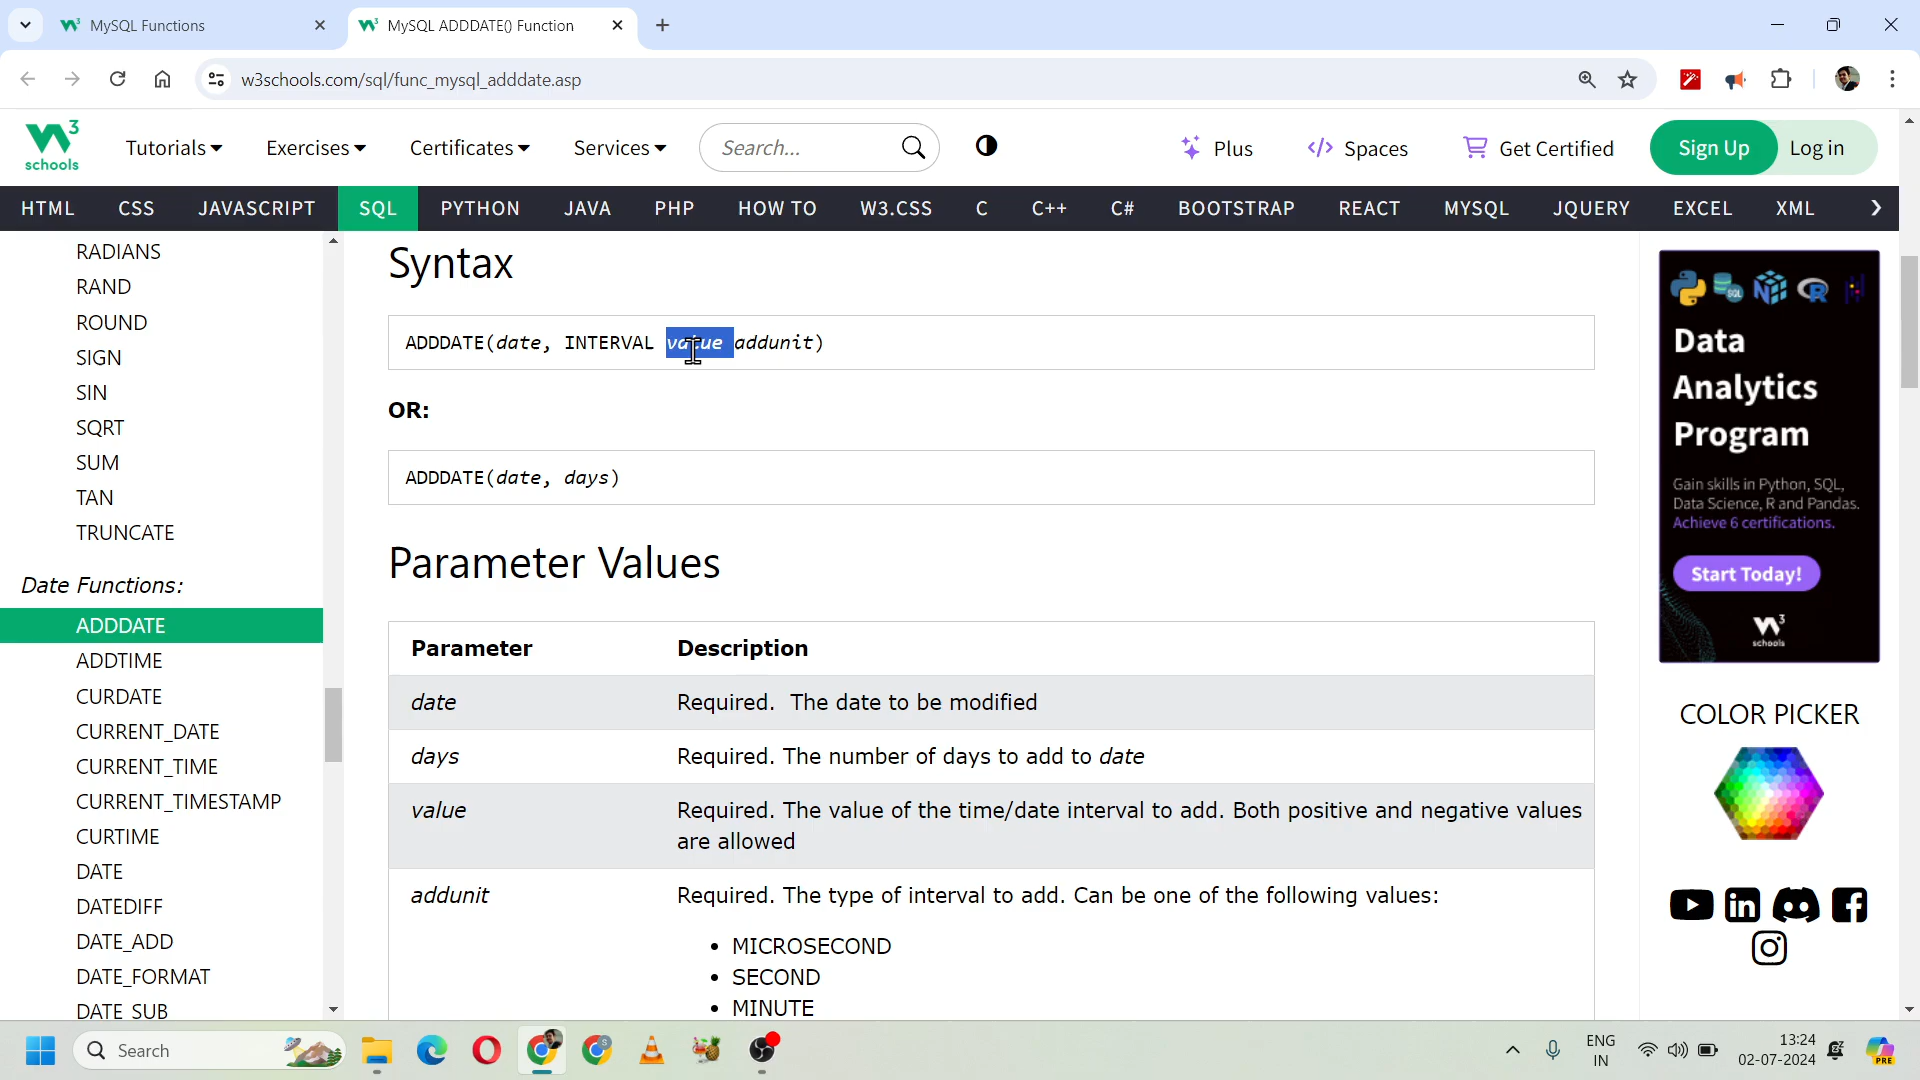 MySQL Functions
MySQL ADDDATE() Function
w3schools.com/sql/func_mysql_adddate.asp
3
schools
Tutorials
Exercises
Certificates
Services
Search...
Plus
Spaces
Get Certified
Sign Up
Log in
HTML CSS JAVASCRIPT SQL PYTHON JAVA PHP HOW TO W3.CSS C C++ C# BOOTSTRAP REACT MYSQL JQUERY EXCEL XML
RADIANS
RAND
ROUND
SIGN
SIN
SQRT
SUM
TAN
TRUNCATE
Date Functions:
ADDDATE
ADDTIME
CURDATE
CURRENT_DATE
CURRENT_TIME
CURRENT_TIMESTAMP
CURTIME
DATE
DATEDIFF
DATE_ADD
DATE_FORMAT
DATE_SUB
Syntax
ADDDATE(date, INTERVAL value addunit)
OR:
ADDDATE(date, days)
Parameter Values
Parameter Description
date Required. The date to be modified
days Required. The number of days to add to date
value Required. The value of the time/date interval to add. Both positive and negative values
are allowed
addunit Required. The type of interval to add. Can be one of the following values:
• MICROSECOND
• SECOND
• MINUTE
Data
Analytics
Program
Gain skills in Python, SQL,
Data Science, R and Pandas.
Achieve 6 certifications.
Start Today!
3
schools
COLOR PICKER
Search
ENG
IN
13:24
02-07-2024
PRE